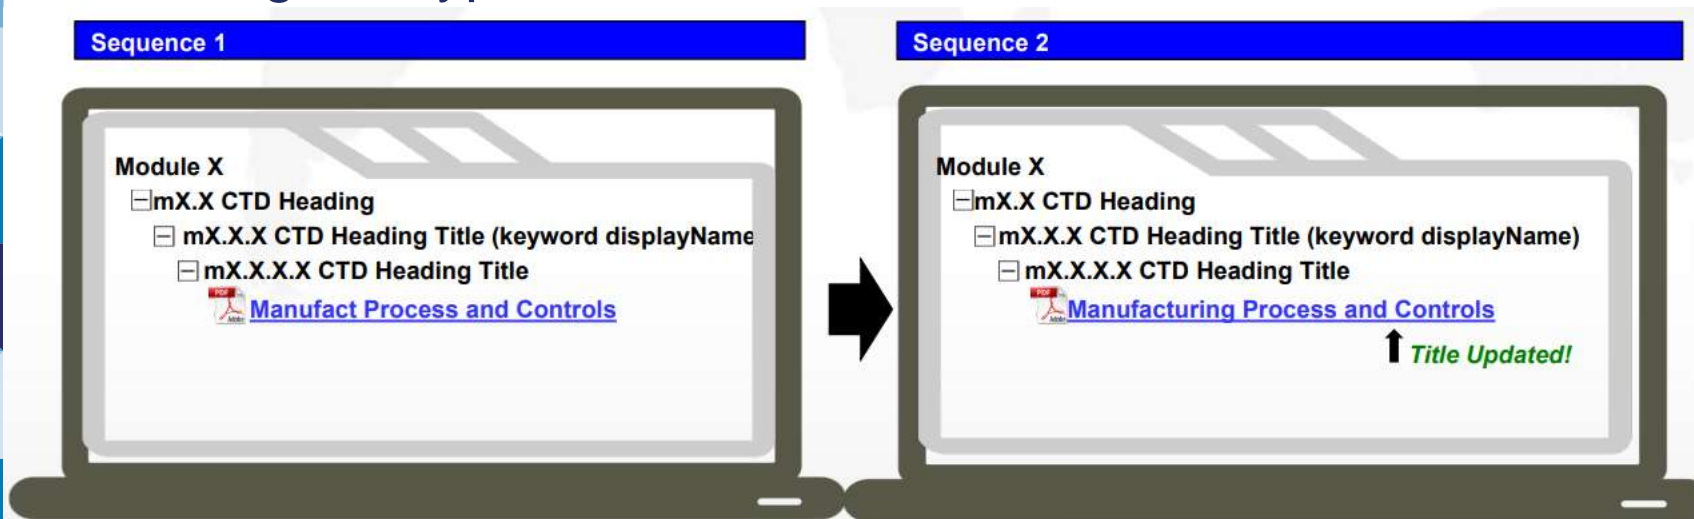 Sequence 1
Module X
mX.X CTD Heading
mX.X.X CTD Heading Title (keyword displayName
mX.X.X.X CTD Heading Title
PDF
Manufact Process and Controls
Sequence 2
Module X
mX.X CTD Heading
mX.X.X CTD Heading Title (keyword displayName)
mX.X.X.X CTD Heading Title
PDF
Manufacturing Process and Controls
Title Updated!